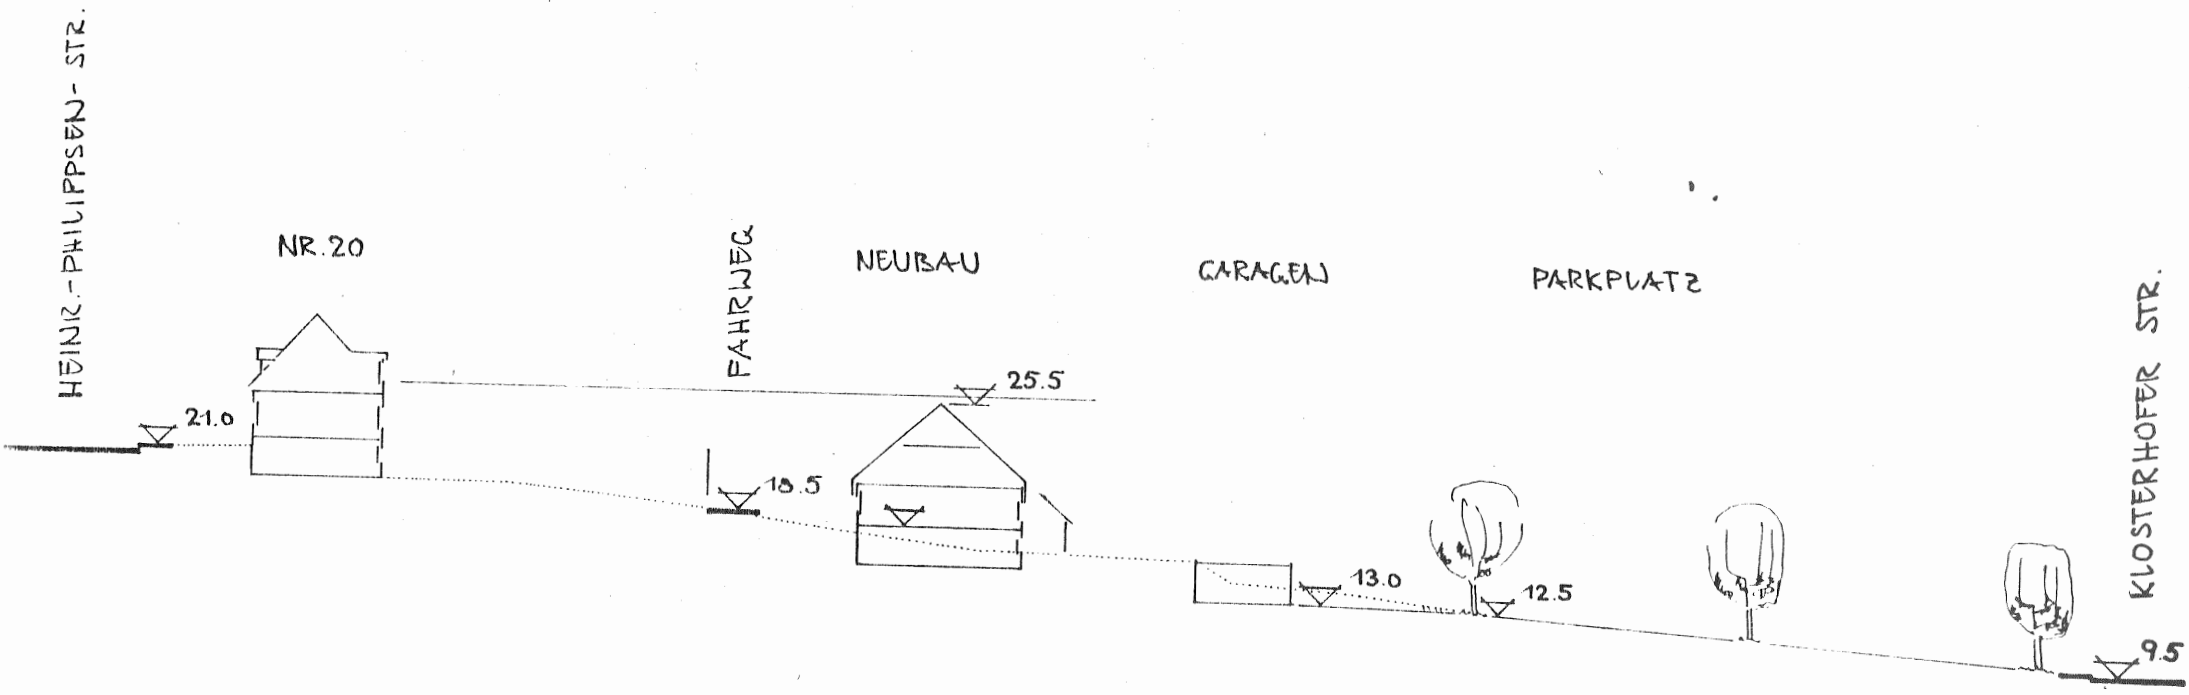 HEINR.-PHILIPPSEN-STR.
NR.20
FAHRWEG
NEUBAU
GARAGEN
PARKPLATZ
KLOSTERHOFER STR.
21.0
25.5
18.5
13.0
12.5
9.5